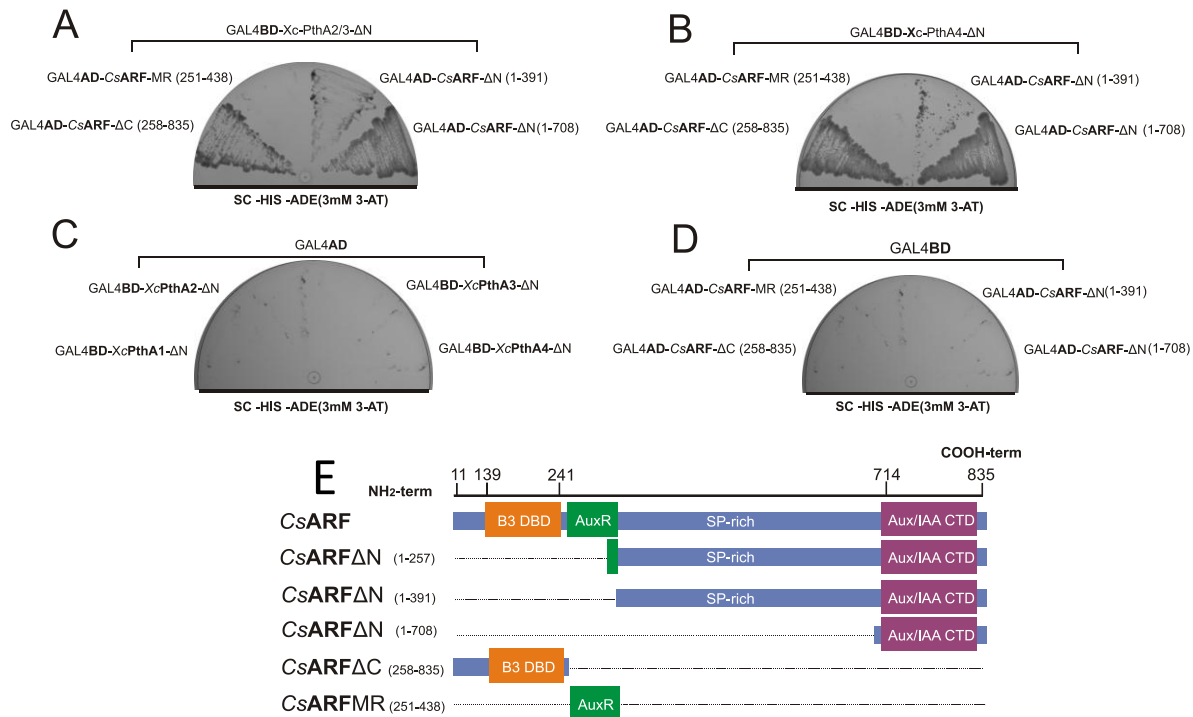 A
GAL4BD-Xc-PthA2/3-ΔN
GAL4AD-CsARF-MR (251-438)
GAL4AD-CsARF-ΔN (1-391)
GAL4AD-CsARF-ΔC (258-835)
GAL4AD-CsARF-ΔN(1-708)
SC -HIS -ADE(3mM 3-AT)
B
GAL4BD-Xc-PthA4-ΔN
GAL4AD-CsARF-MR (251-438)
GAL4AD-CsARF-ΔN (1-391)
GAL4AD-CsARF-ΔC (258-835)
GAL4AD-CsARF-ΔN (1-708)
SC -HIS -ADE(3mM 3-AT)
C
GAL4AD
GAL4BD-XcPthA2-ΔN
GAL4BD-XcPthA3-ΔN
GAL4BD-XcPthA1-ΔN
GAL4BD-XcPthA4-ΔN
SC -HIS -ADE(3mM 3-AT)
D
GAL4BD
GAL4AD-CsARF-MR (251-438)
GAL4AD-CsARF-ΔN(1-391)
GAL4AD-CsARF-ΔC (258-835)
GAL4AD-CsARF-ΔN(1-708)
SC -HIS -ADE(3mM 3-AT)
E
COOH-term
11 139 241 714 835
NH2-term
CsARF B3 DBD AuxR SP-rich Aux/IAA CTD
CsARFΔN (1-257) SP-rich Aux/IAA CTD
CsARFΔN (1-391) SP-rich Aux/IAA CTD
CsARFΔN (1-708) Aux/IAA CTD
CsARFΔC (258-835) B3 DBD
CsARFMR (251-438) AuxR